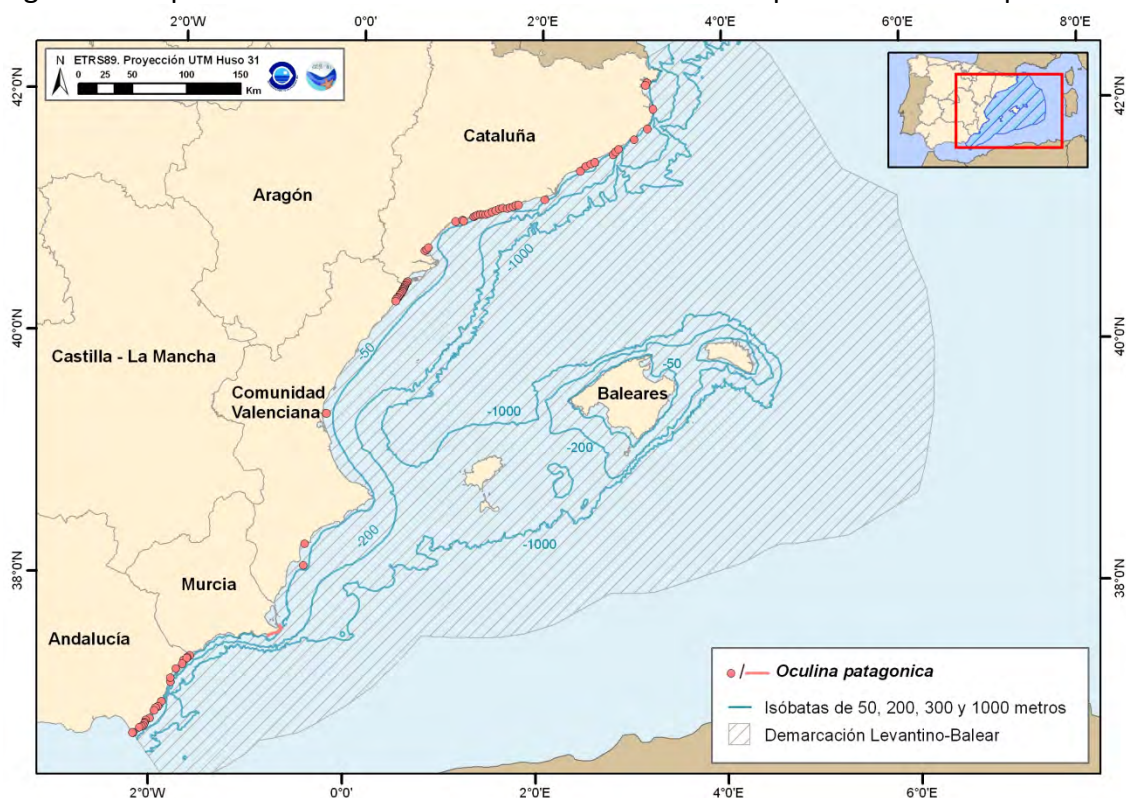 2°0'W
0°0'
2°0'E
4°0'E
6°0'E
8°0'E
N
ETRS89. Proyección UTM Huso 31
0 25 50 100 150
Km
42°0'N
42°0'N
Cataluña
Aragón
-1000
40°0'N
40°0'N
-50
Castilla - La Mancha
Comunidad
Valenciana
-50
Baleares
-1000
-200
-200
-1000
38°0'N
38°0'N
Murcia
Andalucía
/ Oculina patagonica
Isóbatas de 50, 200, 300 y 1000 metros
Demarcación Levantino-Balear
2°0'W
0°0'
2°0'E
4°0'E
6°0'E